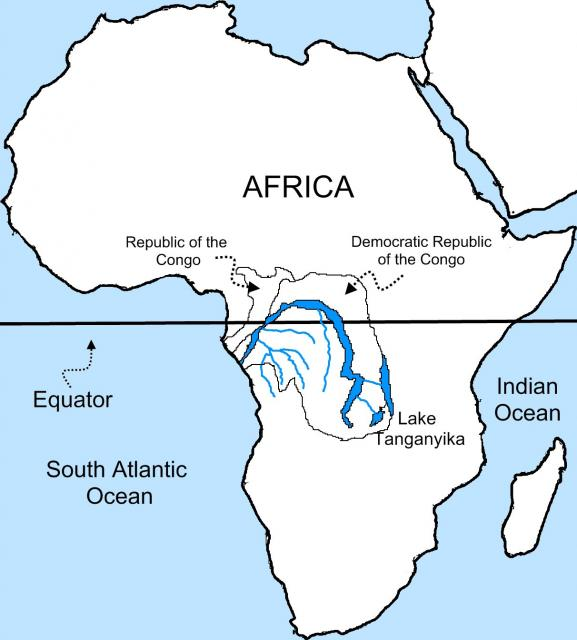 AFRICA
Republic of the
Congo
Democratic Republic
of the Congo
Equator
Indian
Ocean
Lake
Tanganyika
South Atlantic
Ocean